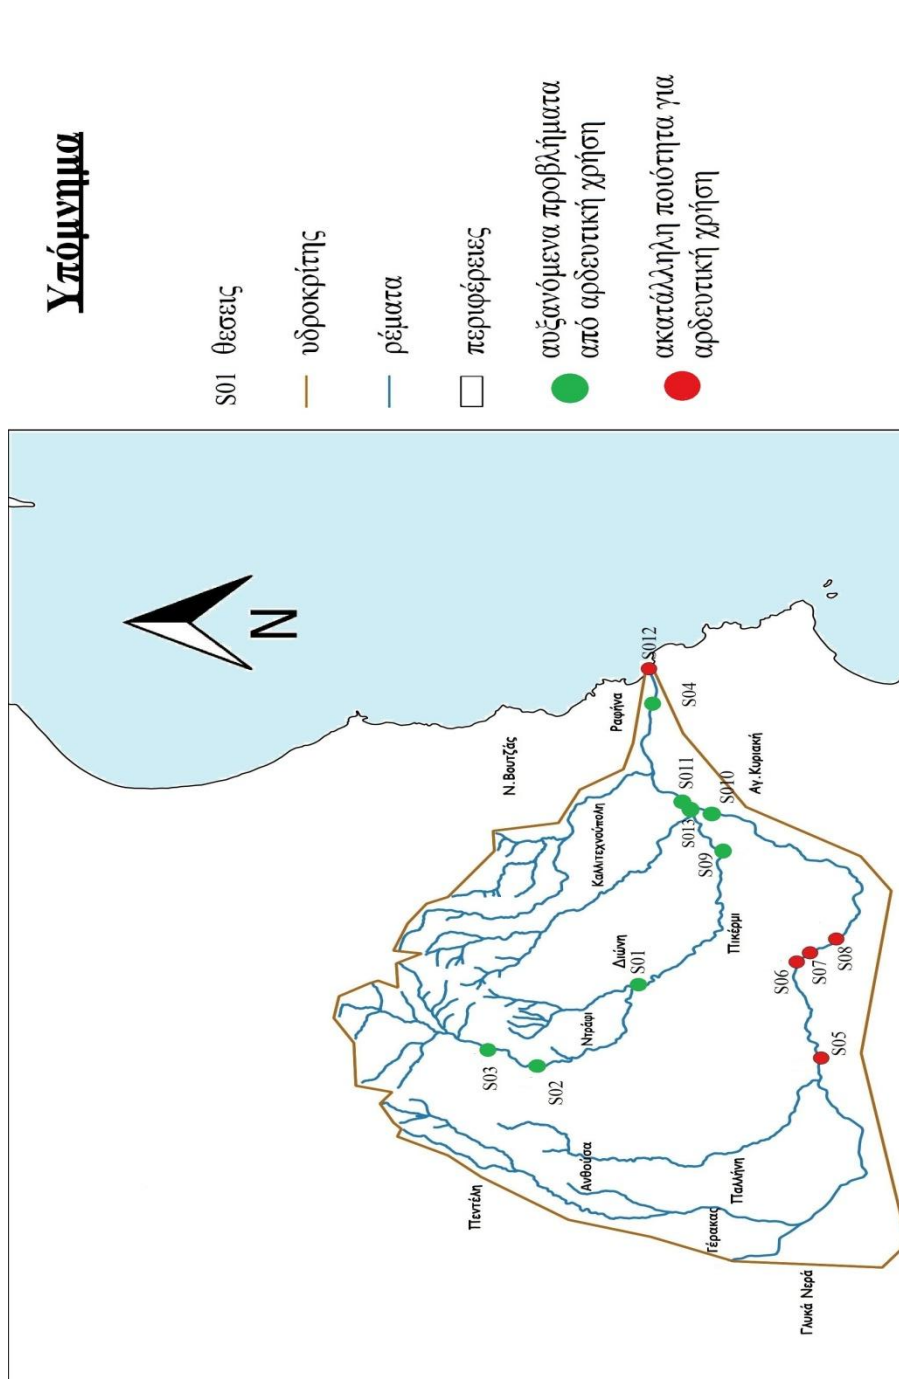 Υπόμνημα
S01 θεσεις
υδροκρίτης
ρέματα
περιφέρειες
αυξανόμενα προβλήματα
από αρδευτική χρήση
ακατάλληλη ποιότητα για
αρδευτική χρήση
N
Πεντέλη
Ν.Βουτζάς
S03
S02
Ανθούσα
Ντράφι
Διώνη
S01
Καλλιτεχνούπολη
Ραφήνα
S012
S04
S011
S013
S010
S09
Αγ.Κυριακή
Γέρακας
Παλλήνη
Πικέρμι
S06
S07
S08
S05
Γλυκά Νερά